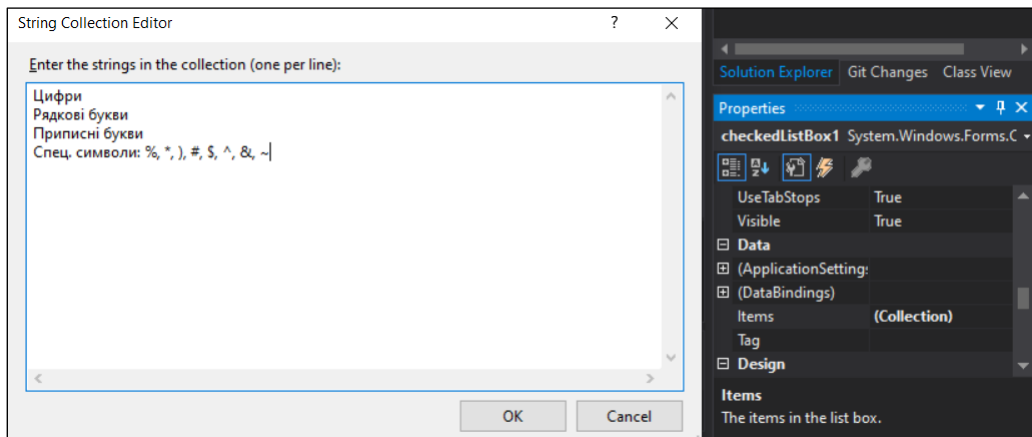 String Collection Editor ? ×
Enter the strings in the collection (one per line):
Цифри
Рядкові букви
Приписні букви
Спец. символи: %, *, ), #, $, ^, &, ~
OK Cancel
Solution Explorer Git Changes Class View
Properties
checkedListBox1 System.Windows.Forms.C
UseTabStops True
Visible True
Data
(ApplicationSettings
(DataBindings)
Items (Collection)
Tag
Design
Items
The items in the list box.